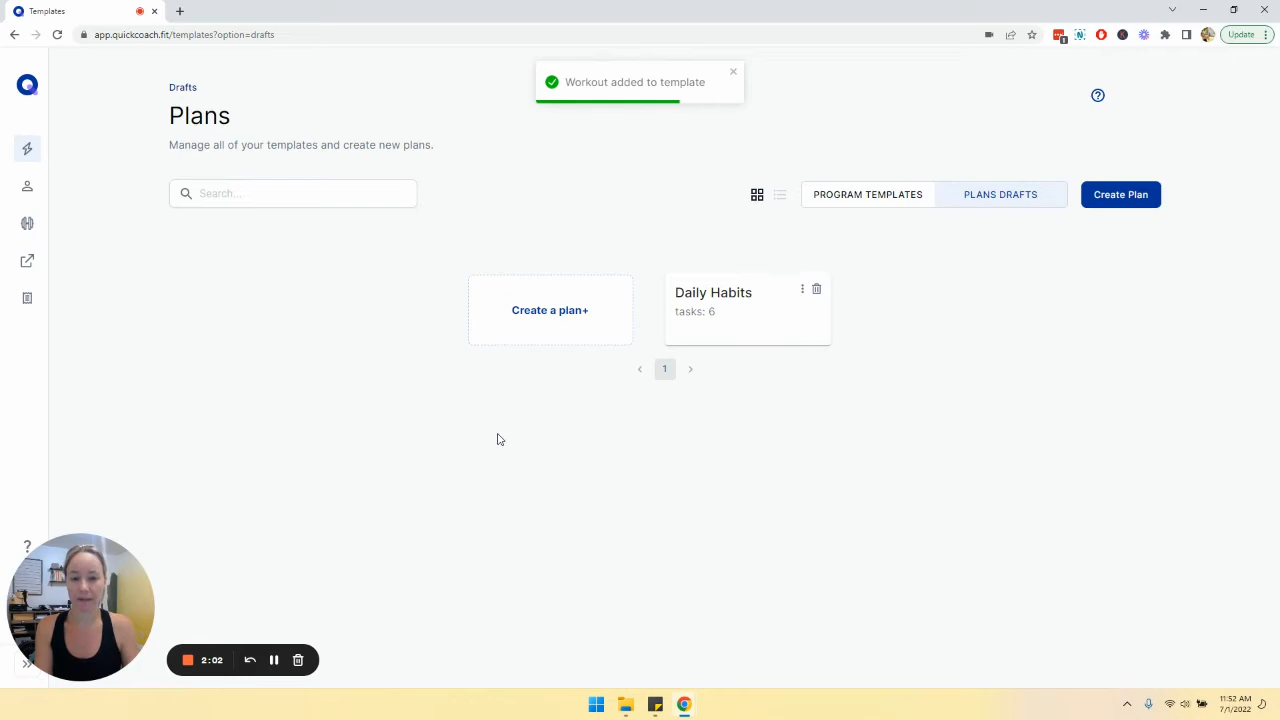 Templates
app.quickcoach.fit/templates?option=drafts
Update
Workout added to template
Drafts
Plans
Manage all of your templates and create new plans.
Search...
PROGRAM TEMPLATES
PLANS DRAFTS
Create Plan
Create a plan+
Daily Habits
tasks: 6
1
?
2:02
11:52 AM
7/1/2022